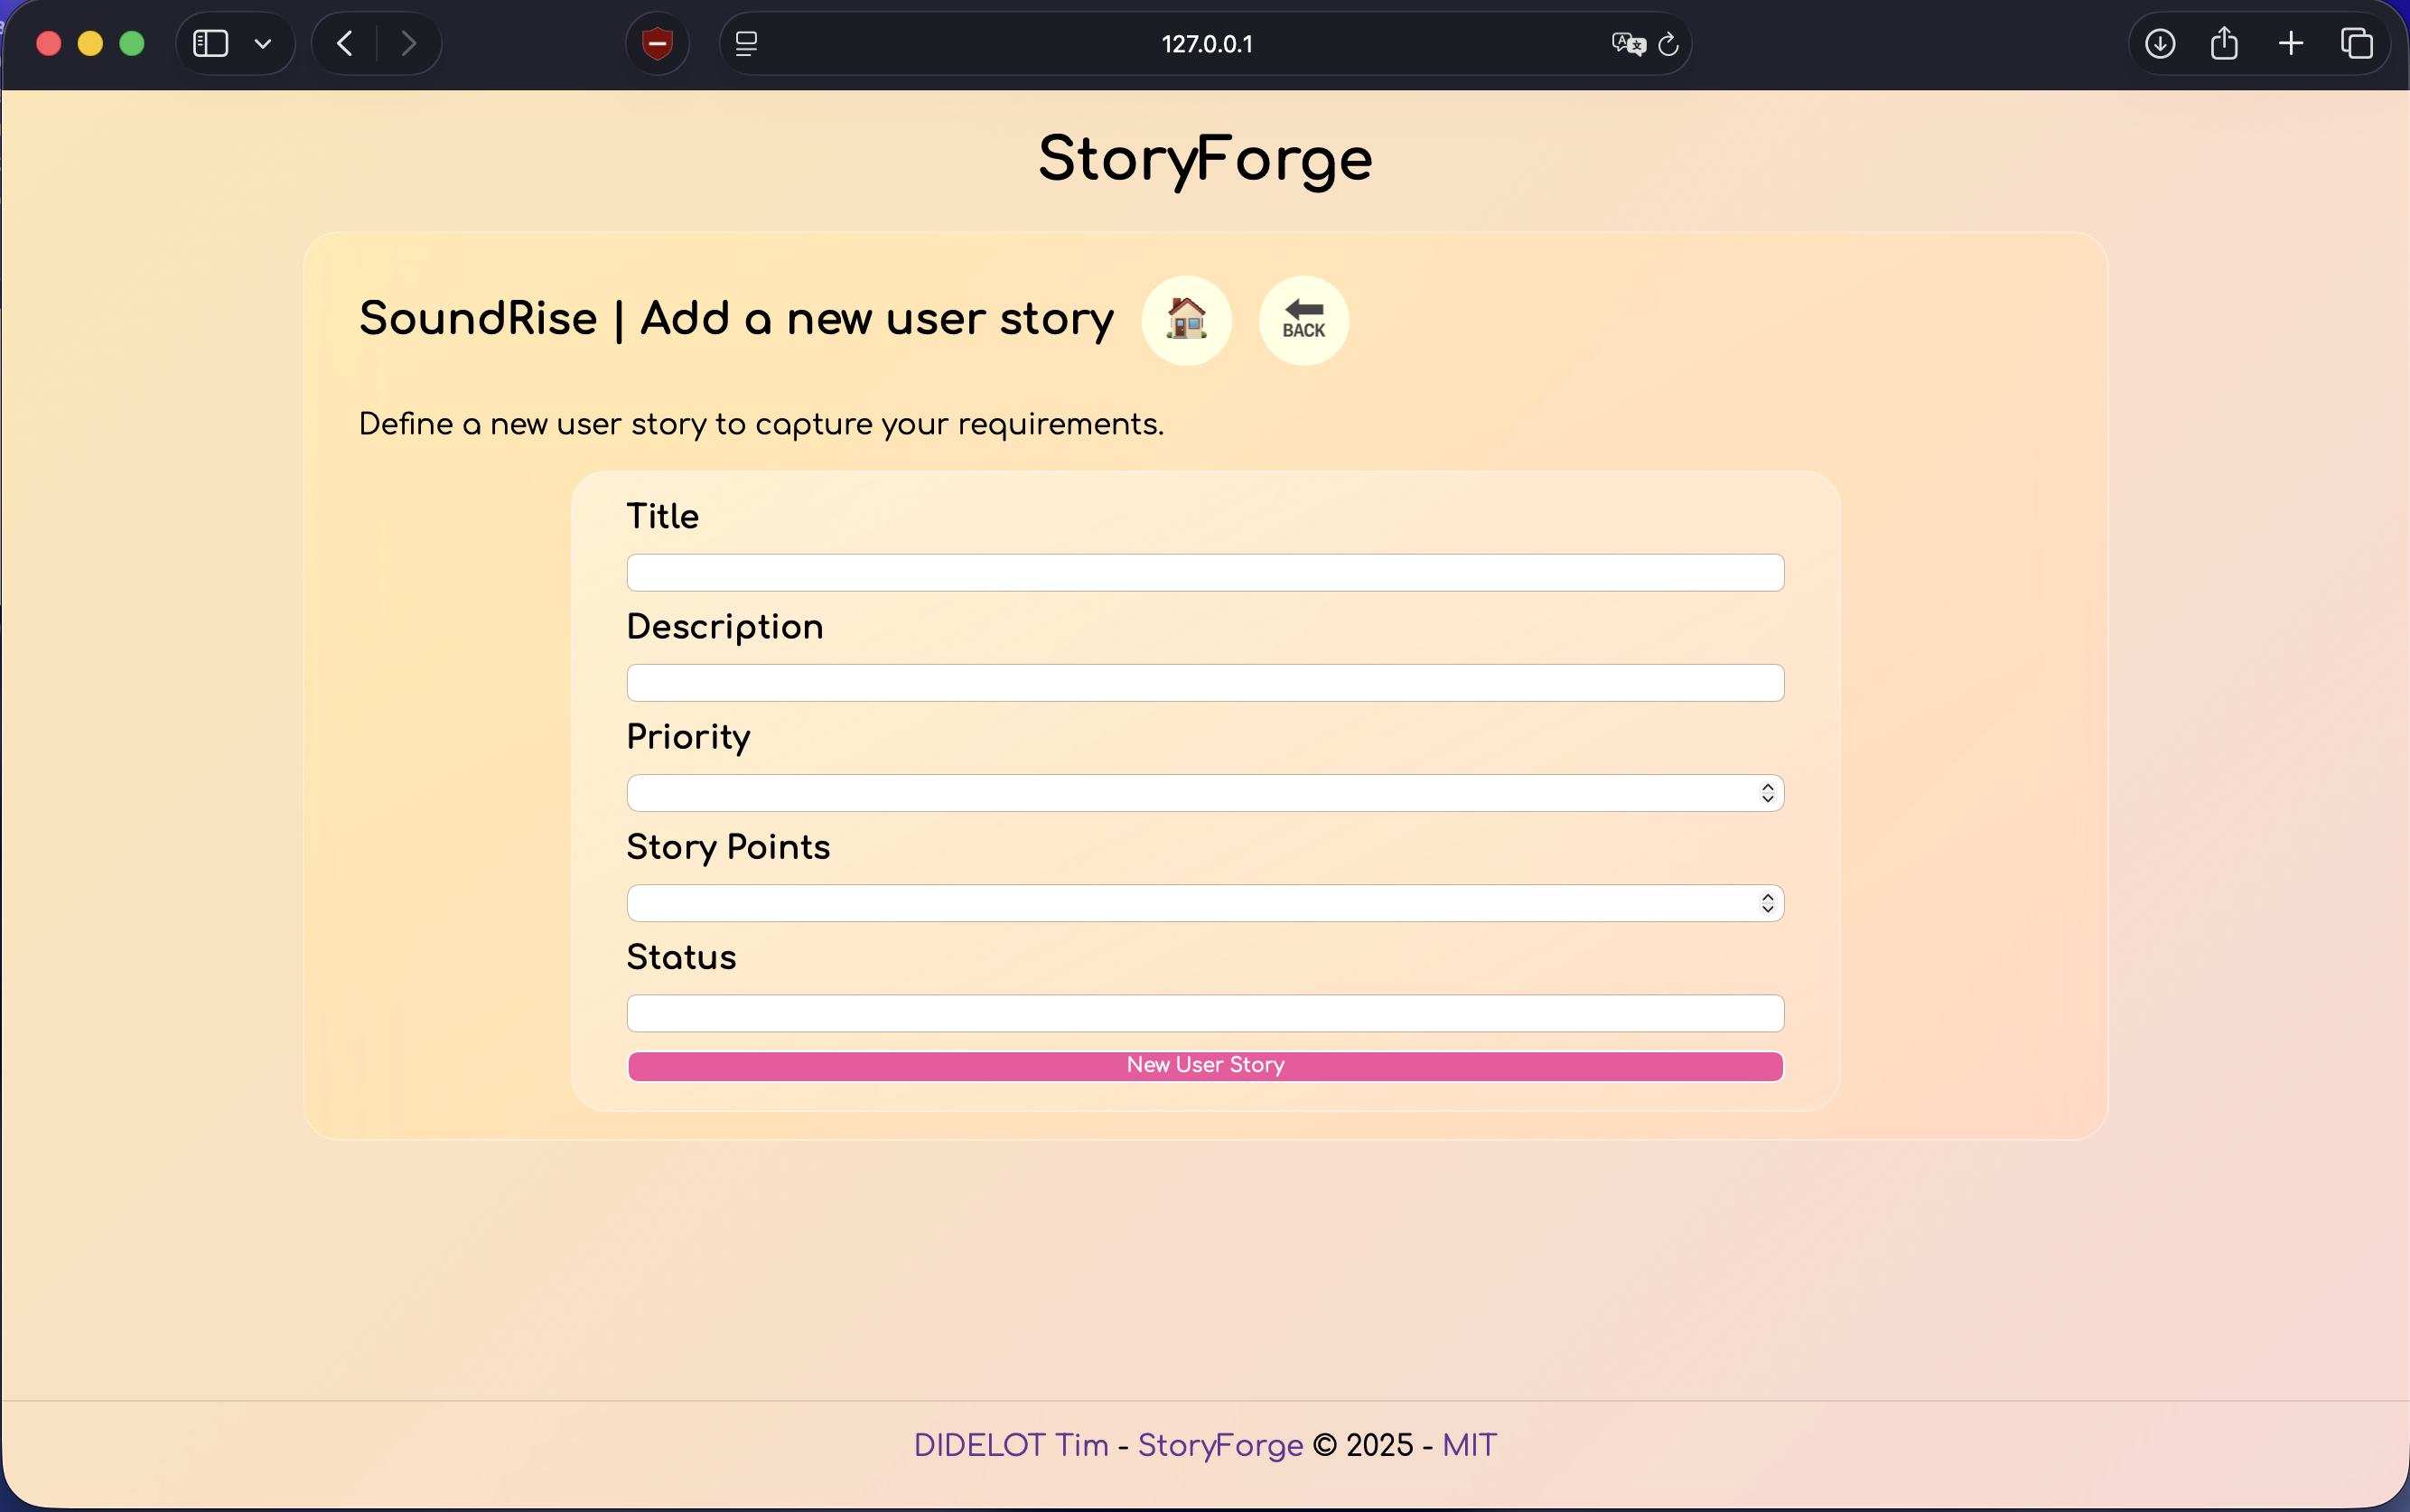 127.0.0.1
StoryForge
SoundRise | Add a new user story
BACK
Define a new user story to capture your requirements.
Title
Description
Priority
Story Points
Status
New User Story
DIDELOT Tim - StoryForge © 2025 - MIT